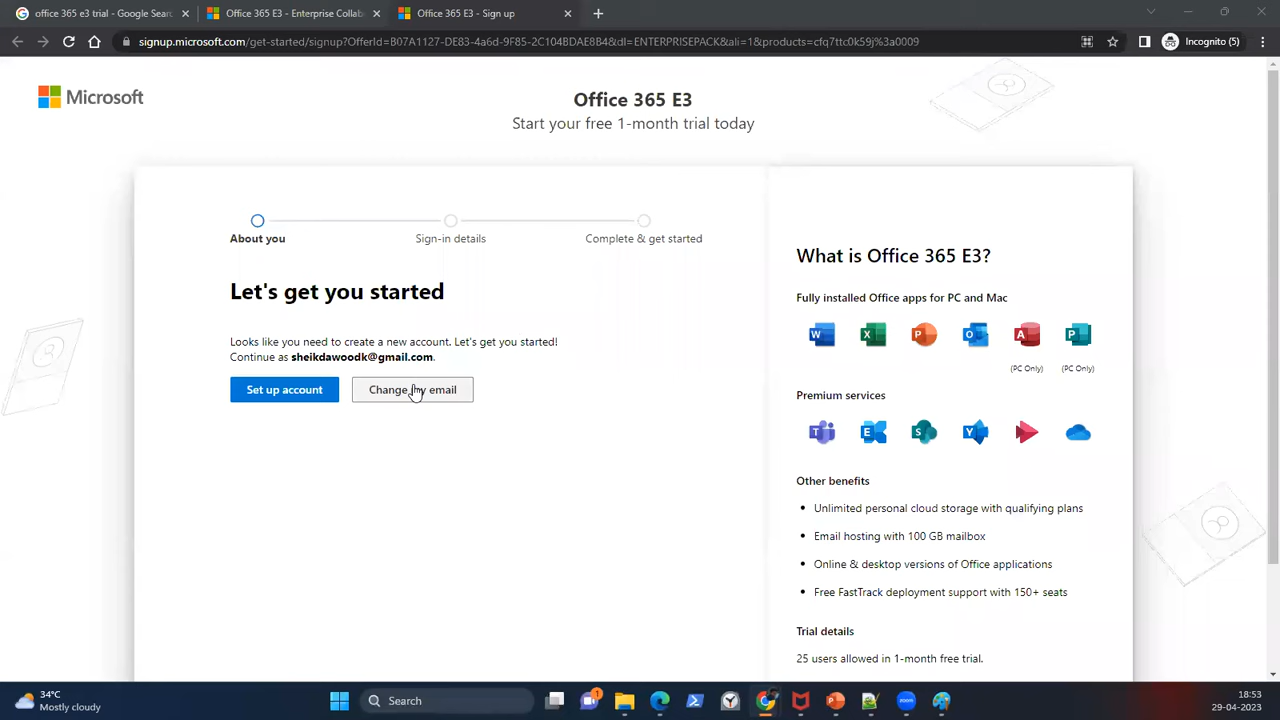 office 365 e3 trial - Google Searc
Office 365 E3 - Enterprise Collab
Office 365 E3 - Sign up
signup.microsoft.com/get-started/signup?OfferId=B07A1127-DE83-4a6d-9F85-2C104BDAE8B4&dl=ENTERPRISEPACK&ali=1&products=cfq7ttc0k59j%3a0009
Incognito (5)
Microsoft
Office 365 E3
Start your free 1-month trial today
About you
Sign-in details
Complete & get started
Let's get you started
Looks like you need to create a new account. Let's get you started!
Continue as sheikdawoodk@gmail.com.
Set up account
Change my email
What is Office 365 E3?
Fully installed Office apps for PC and Mac
(PC Only)
(PC Only)
Premium services
Other benefits
• Unlimited personal cloud storage with qualifying plans
• Email hosting with 100 GB mailbox
• Online & desktop versions of Office applications
• Free FastTrack deployment support with 150+ seats
Trial details
25 users allowed in 1-month free trial.
34°C
Mostly cloudy
Search
18:53
29-04-2023